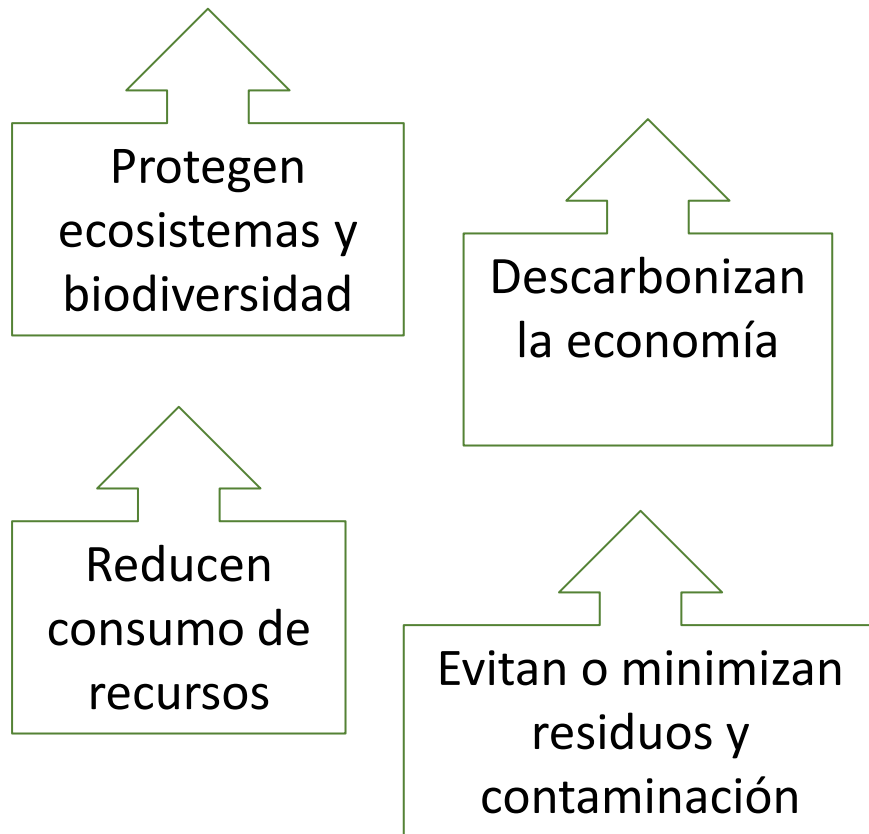 Protegen
ecosistemas y
biodiversidad
Descarbonizan
la economía
Reducen
consumo de
recursos
Evitan o minimizan
residuos y
contaminación